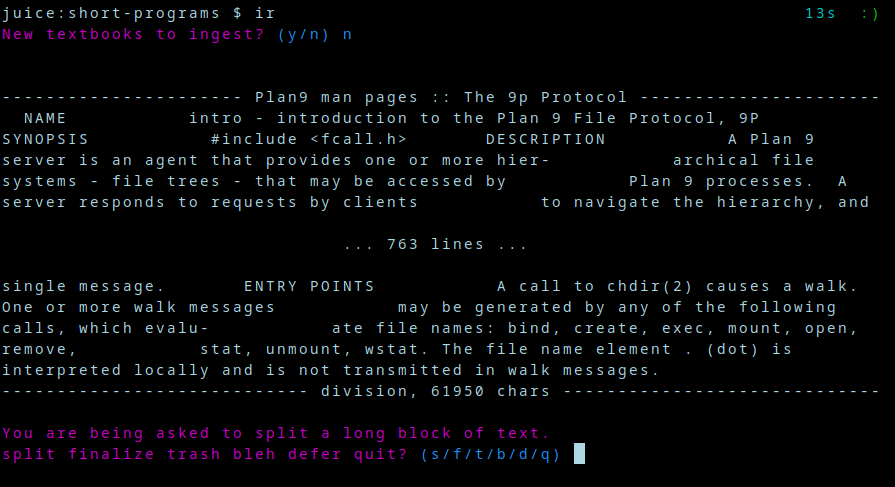 juice:short-programs $ ir 13s :)
New textbooks to ingest? (y/n) n
---------------------- Plan9 man pages :: The 9p Protocol ----------------------
NAME intro - introduction to the Plan 9 File Protocol, 9P
SYNOPSIS #include <fcall.h> DESCRIPTION A Plan 9
server is an agent that provides one or more hier- archical file
systems - file trees - that may be accessed by Plan 9 processes. A
server responds to requests by clients to navigate the hierarchy, and
... 763 lines ...
single message. ENTRY POINTS A call to chdir(2) causes a walk.
One or more walk messages may be generated by any of the following
calls, which evalu- ate file names: bind, create, exec, mount, open,
remove, stat, unmount, wstat. The file name element . (dot) is
interpreted locally and is not transmitted in walk messages.
---------------------------- division, 61950 chars -----------------------------
You are being asked to split a long block of text.
split finalize trash bleh defer quit? (s/f/t/b/d/q)